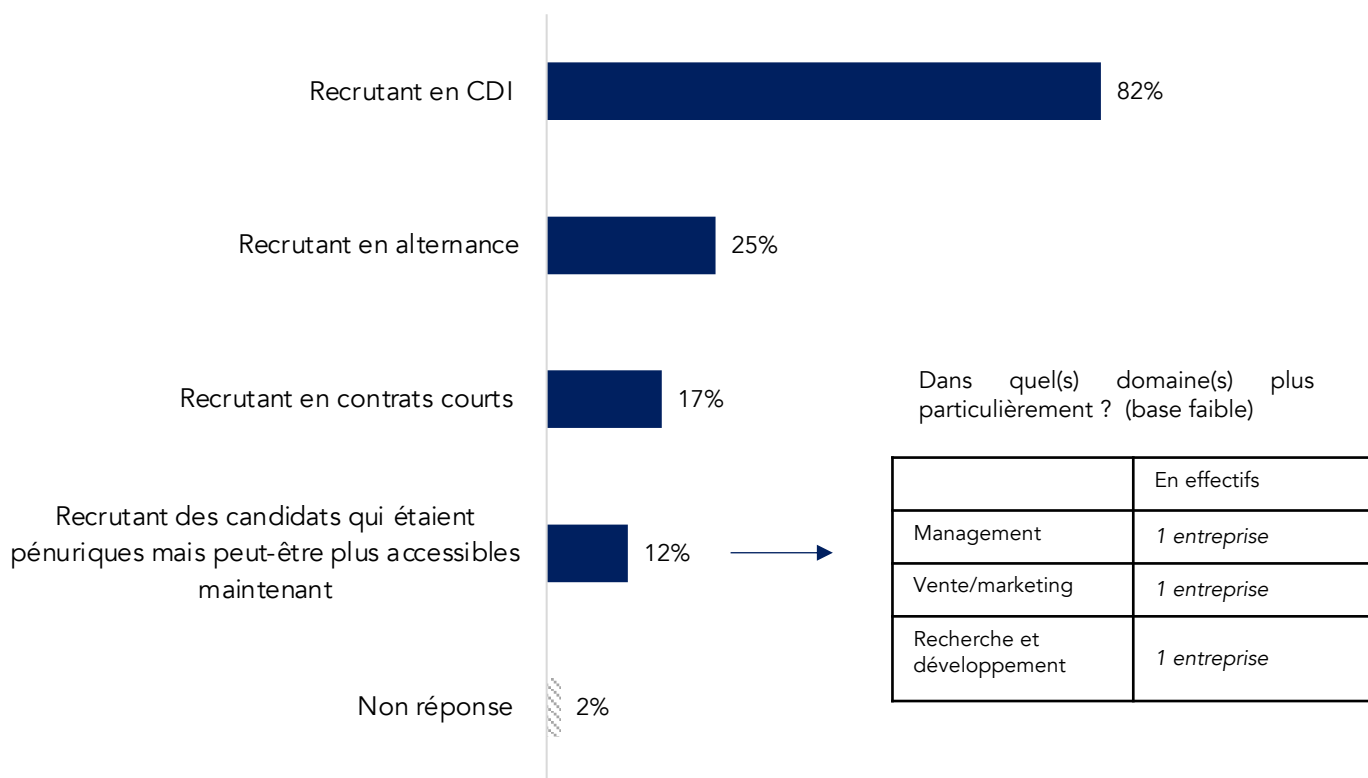 Recrutant en CDI
82%
Recrutant en alternance
25%
Recrutant en contrats courts
17%
Recrutant des candidats qui étaient
pénuriques mais peut-être plus accessibles
maintenant
12%
Non réponse
2%
Dans quel(s) domaine(s) plus
particulièrement ? (base faible)
En effectifs
Management
1 entreprise
Vente/marketing
1 entreprise
Recherche et
développement
1 entreprise